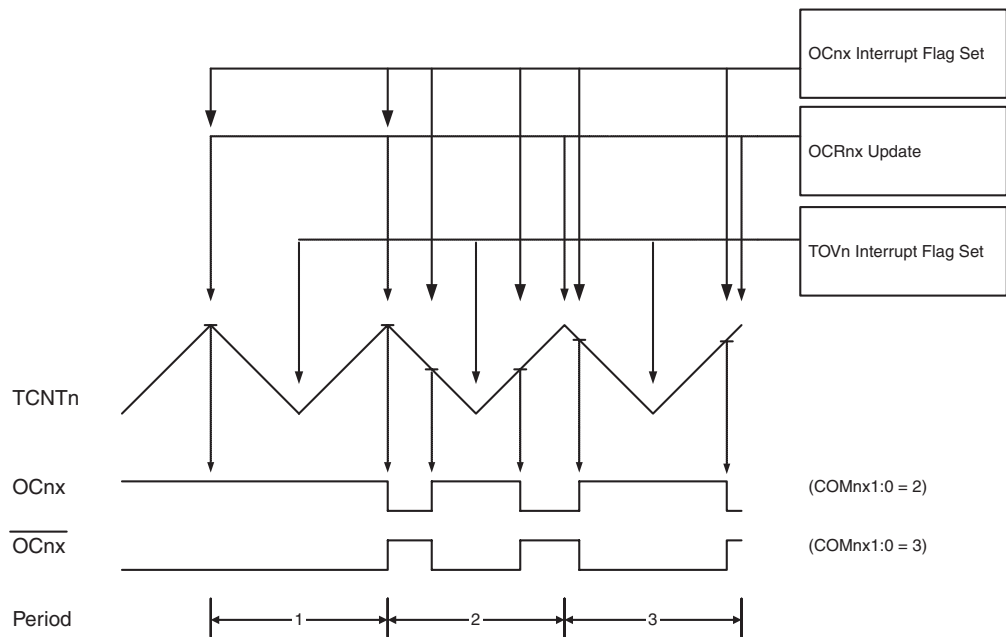 OCnx Interrupt Flag Set
OCRnx Update
TOVn Interrupt Flag Set
TCNTn
OCnx
(COMnx1:0 = 2)
OCnx
(COMnx1:0 = 3)
Period
1
2
3